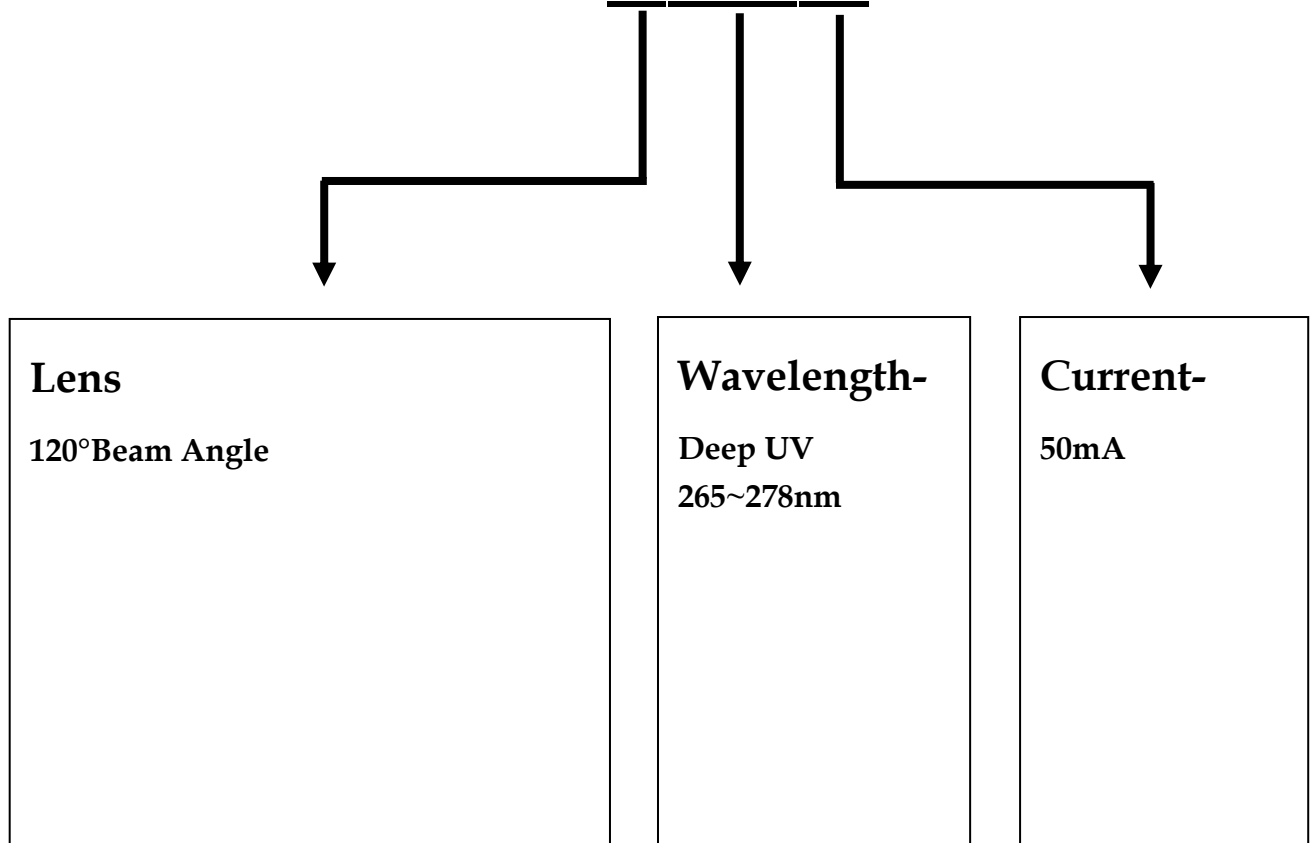 Lens
120°Beam Angle
Wavelength-
Deep UV
265~278nm
Current-
50mA